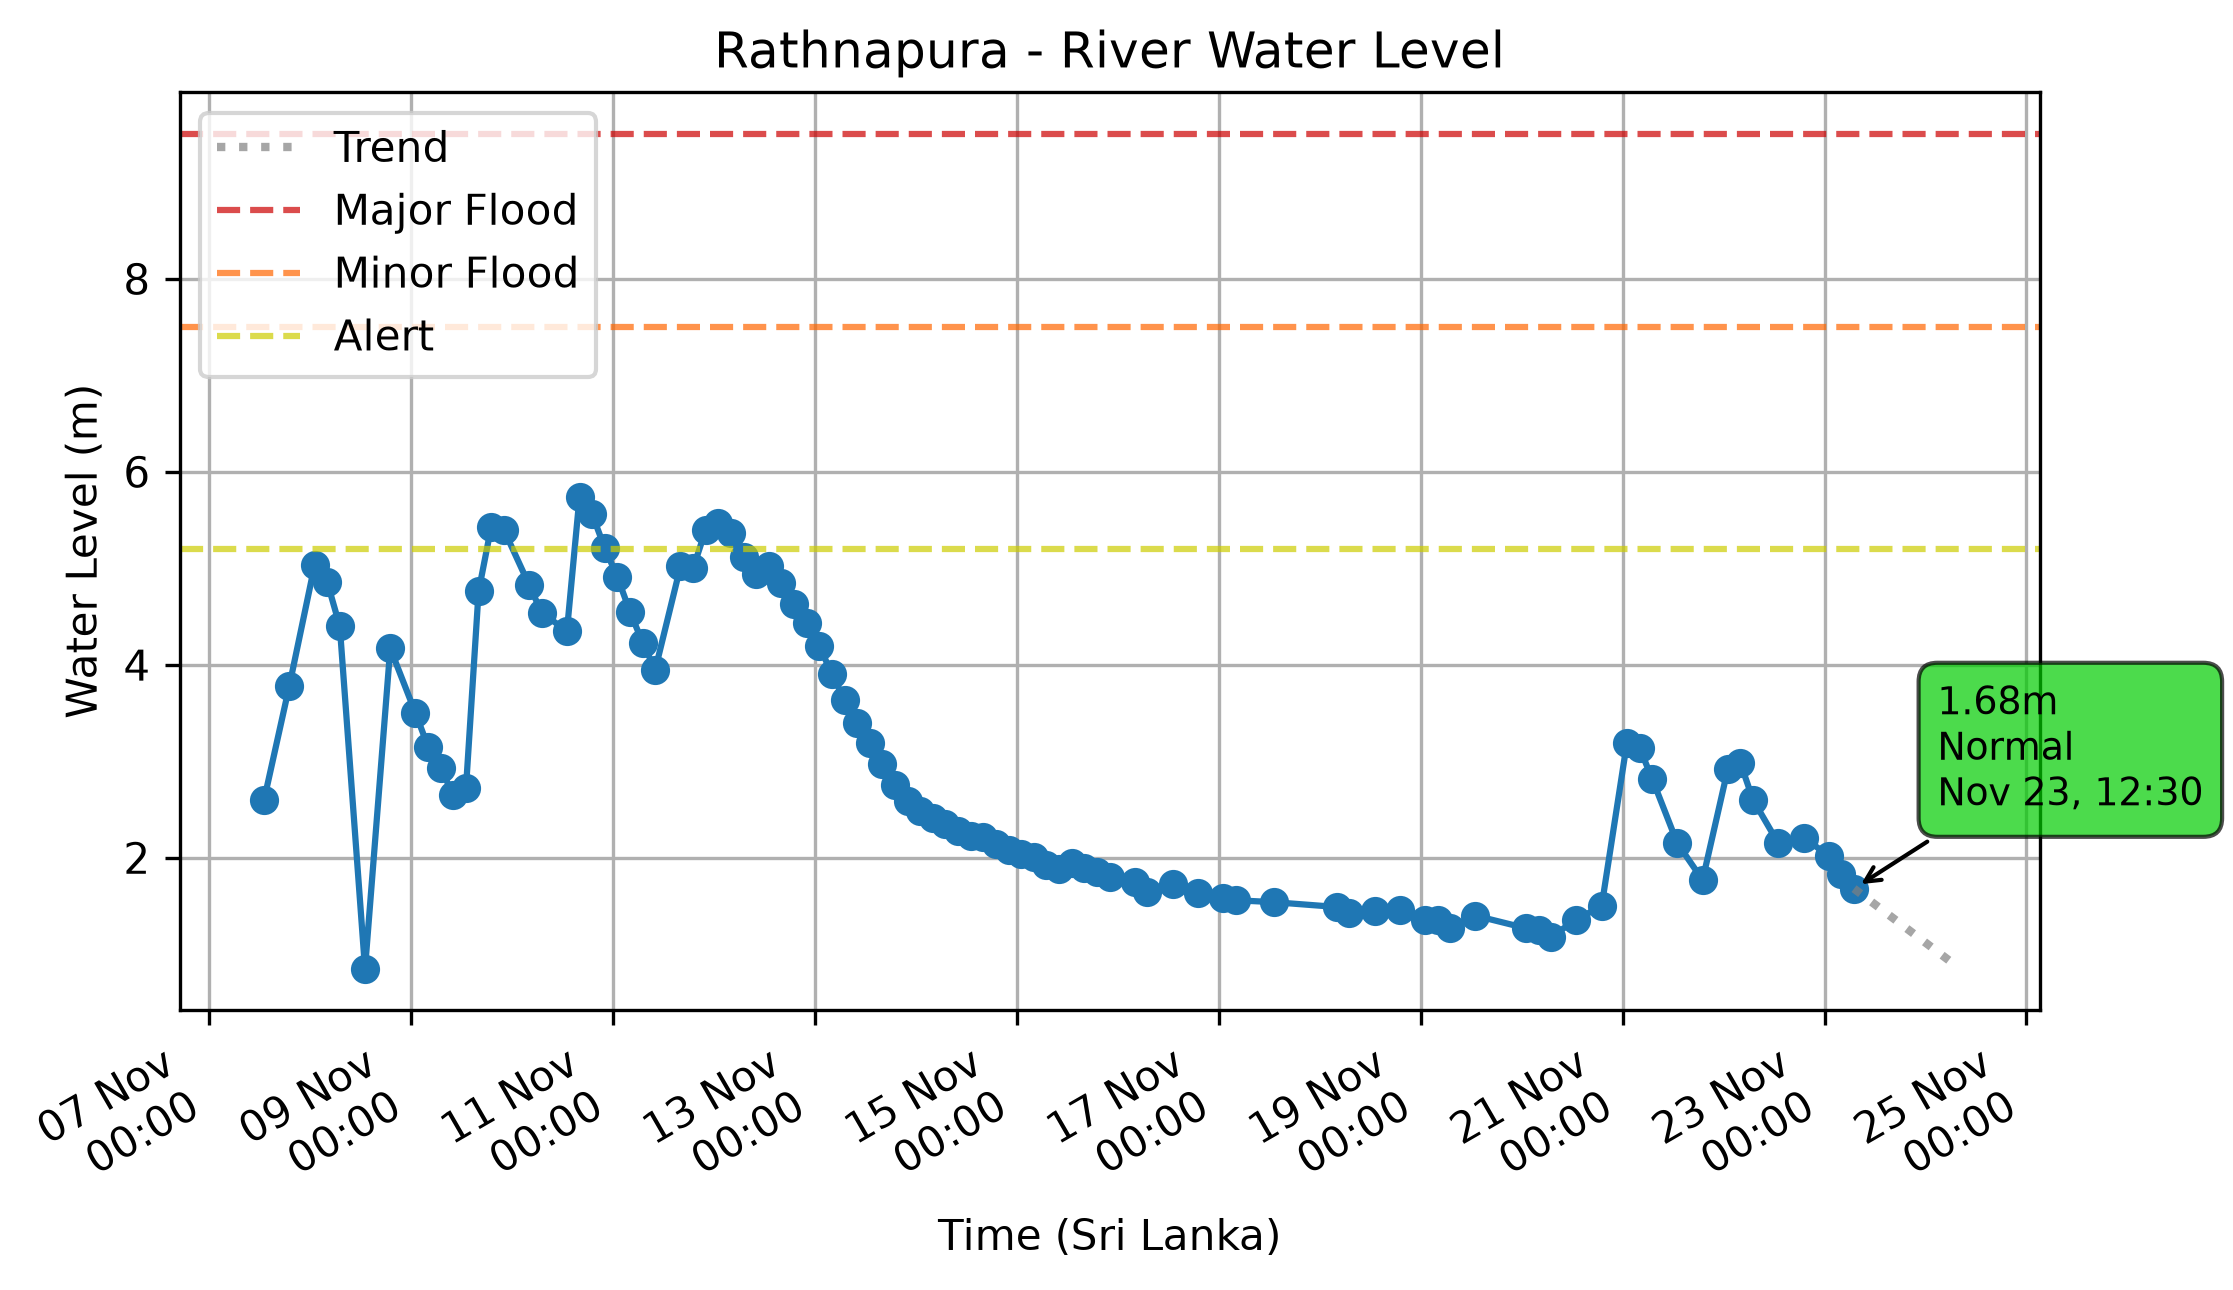 Rathnapura - River Water Level
Trend
Major Flood
Minor Flood
Alert
Water Level (m)
8
6
4
2
1.68m
Normal
Nov 23, 12:30
07 Nov
00:00
09 Nov
00:00
11 Nov
00:00
13 Nov
00:00
15 Nov
00:00
17 Nov
00:00
19 Nov
00:00
21 Nov
00:00
23 Nov
00:00
25 Nov
00:00
Time (Sri Lanka)